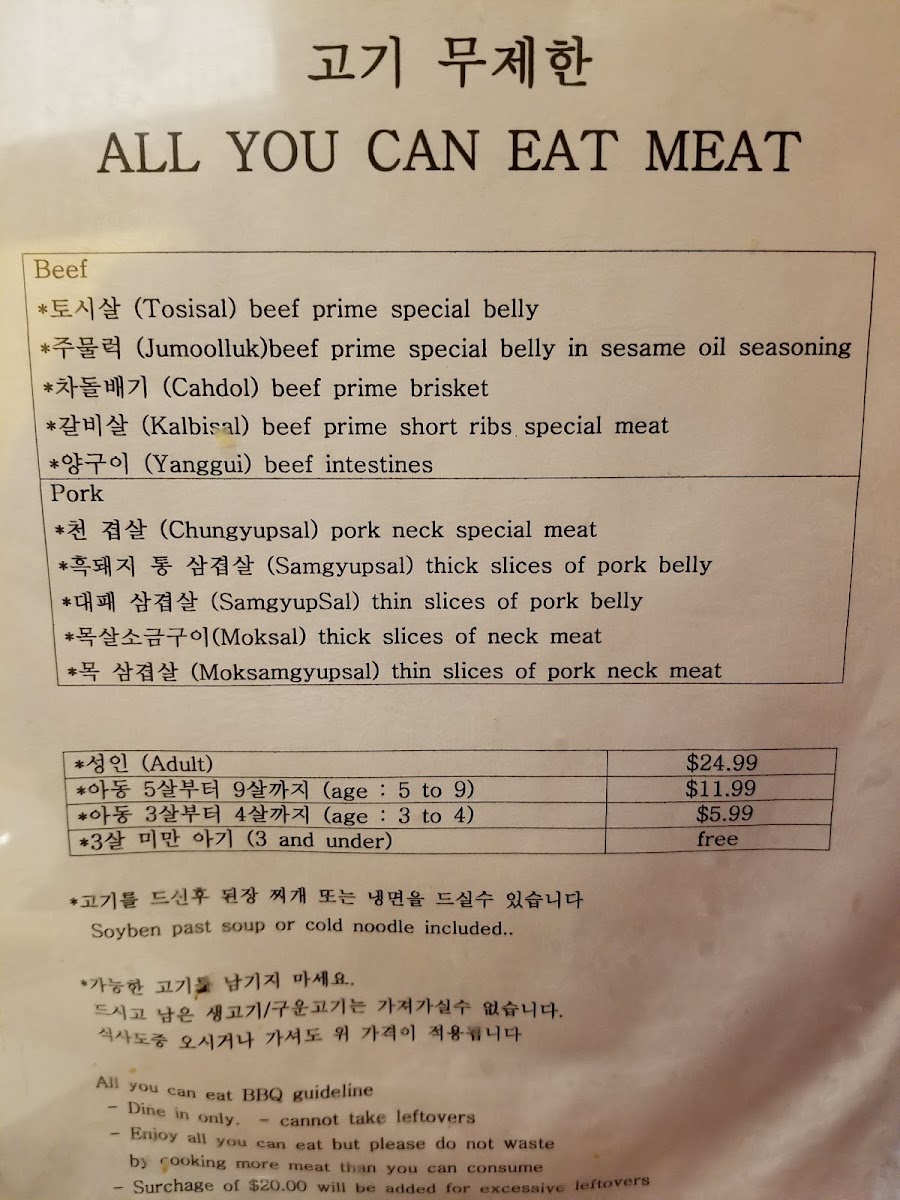 고기 무제한
ALL YOU CAN EAT MEAT
Beef
*토시살 (Tosisal) beef prime special belly
*주물럭 (Jumoolluk)beef prime special belly in sesame oil seasoning
*차돌배기 (Cahdol) beef prime brisket
*갈비살 (Kalbisal) beef prime short ribs special meat
*양구이 (Yanggui) beef intestines
Pork
*천 겹살 (Chungyupsal) pork neck special meat
*흑돼지 통 삼겹살 (Samgyupsal) thick slices of pork belly
*대패 삼겹살 (SamgyupSal) thin slices of pork belly
*목살소금구이(Moksal) thick slices of neck meat
*목 삼겹살 (Moksamgyupsal) thin slices of pork neck meat
*성인 (Adult) $24.99
*아동 5살부터 9살까지 (age : 5 to 9) $11.99
*아동 3살부터 4살까지 (age : 3 to 4) $5.99
*3살 미만 아기 (3 and under) free
*고기를 드신후 된장 찌개 또는 냉면을 드실수 있습니다
Soyben past soup or cold noodle included..
*가능한 고기를 남기지 마세요.
드시고 남은 생고기/구운고기는 가져가실수 없습니다.
식사도중 오시거나 가셔도 위 가격이 적용됩니다
All you can eat BBQ guideline
- Dine in only. - cannot take leftovers
- Enjoy all you can eat but please do not waste
by cooking more meat than you can consume
- Surchage of $20.00 will be added for excessive leftovers